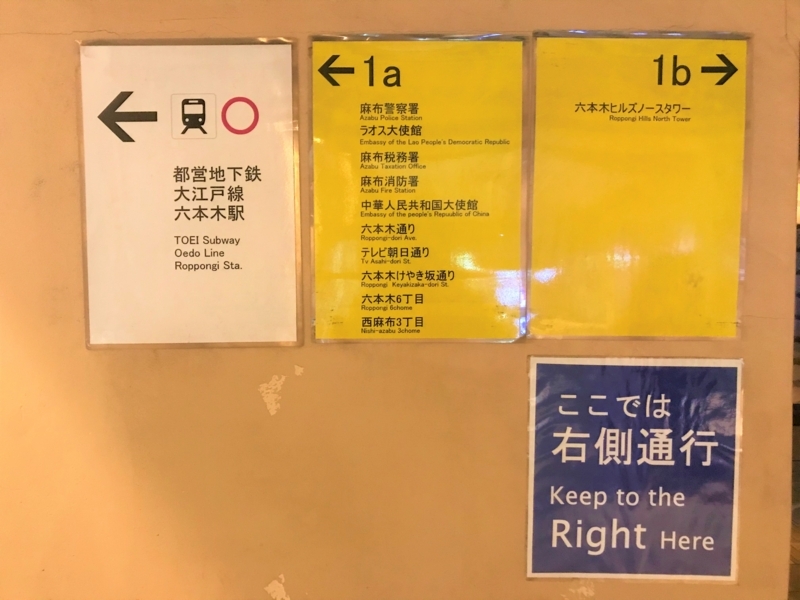 都営地下鉄
大江戸線
六本木駅
TOEI Subway
Oedo Line
Roppongi Sta.
1a
麻布警察署
Azabu Police Station
ラオス大使館
Embassy of the Lao People's Democratic Republic
麻布税務署
Azabu Taxation Office
麻布消防署
Azabu Fire Station
中華人民共和国大使館
Embassy of the people's Repuublic of China
六本木通り
Roppongi-dori Ave.
テレビ朝日通り
Tv Asahi-dori St.
六本木けやき坂通り
Roppongi Keyakizaka-dori St.
六本木6丁目
Roppongi 6chome
西麻布3丁目
Nishi-azabu 3chome
1b
六本木ヒルズノースタワー
Roppongi Hills North Tower
ここでは
右側通行
Keep to the
Right Here